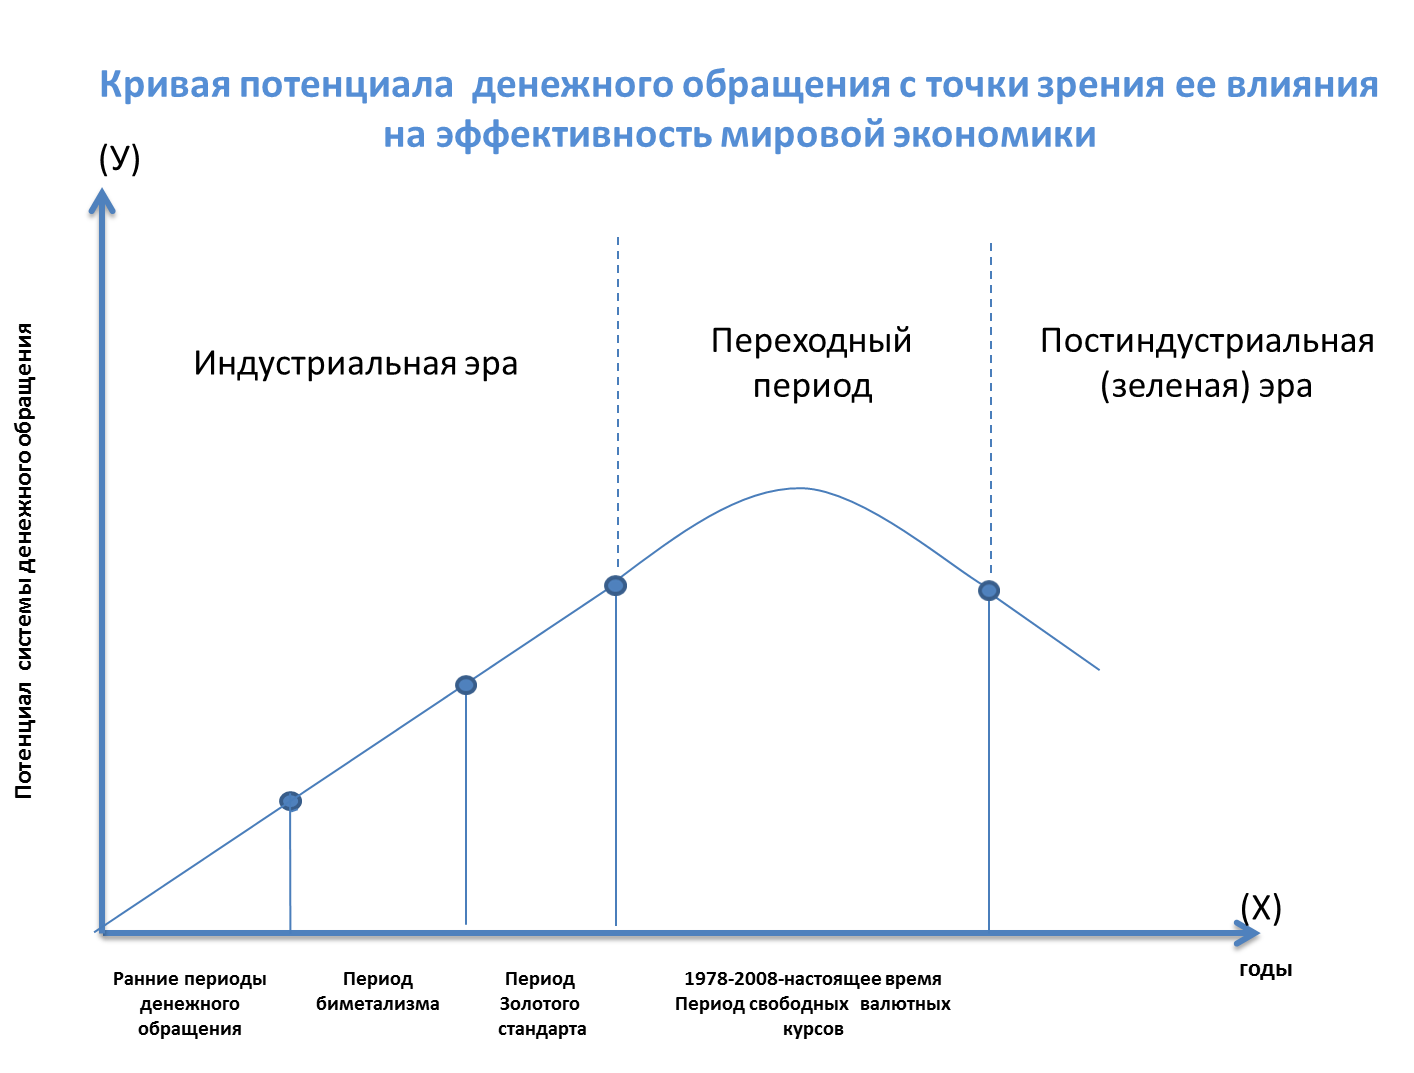 Кривая потенциала денежного обращения с точки зрения ее влияния
на эффективность мировой экономики
(У)
Потенциал системы денежного обращения
Индустриальная эра
Переходный
период
Постиндустриальная
(зеленая) эра
(Х)
годы
Ранние периоды
денежного
обращения
Период
биметализма
Период
Золотого
стандарта
1978-2008-настоящее время
Период свободных валютных
курсов